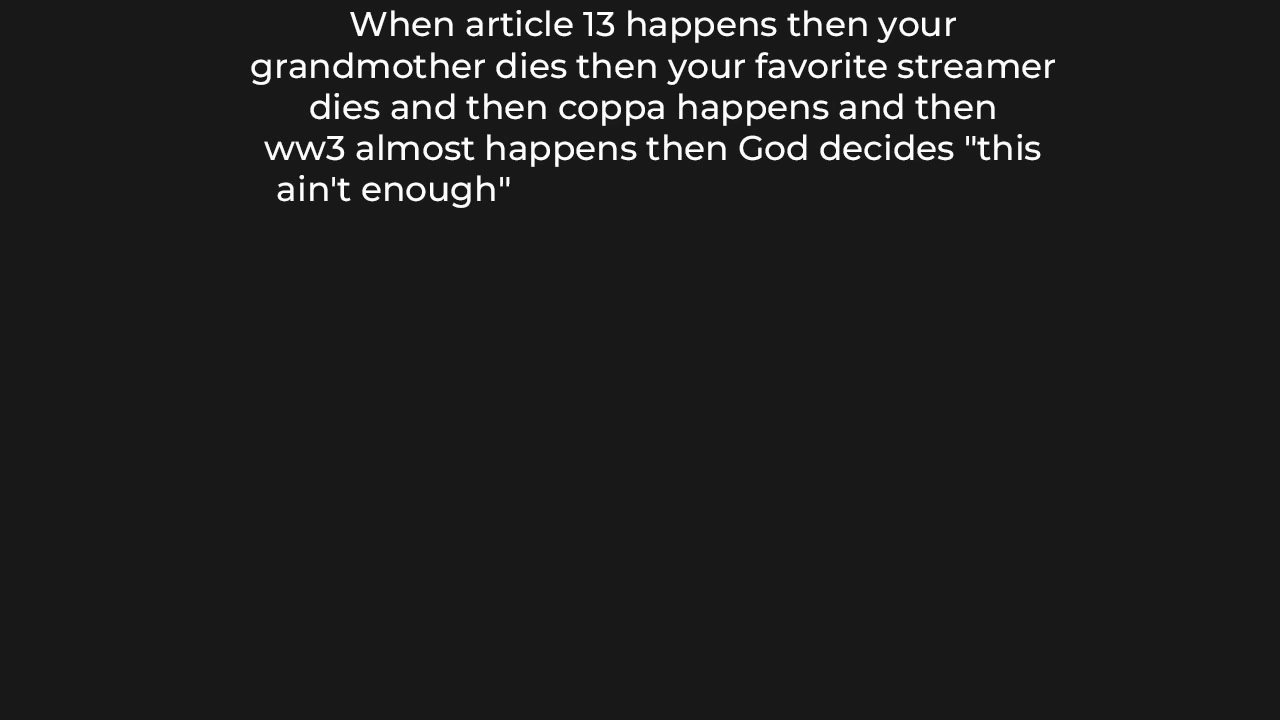 When article 13 happens then your
grandmother dies then your favorite streamer
dies and then coppa happens and then
ww3 almost happens then God decides "this
ain't enough"